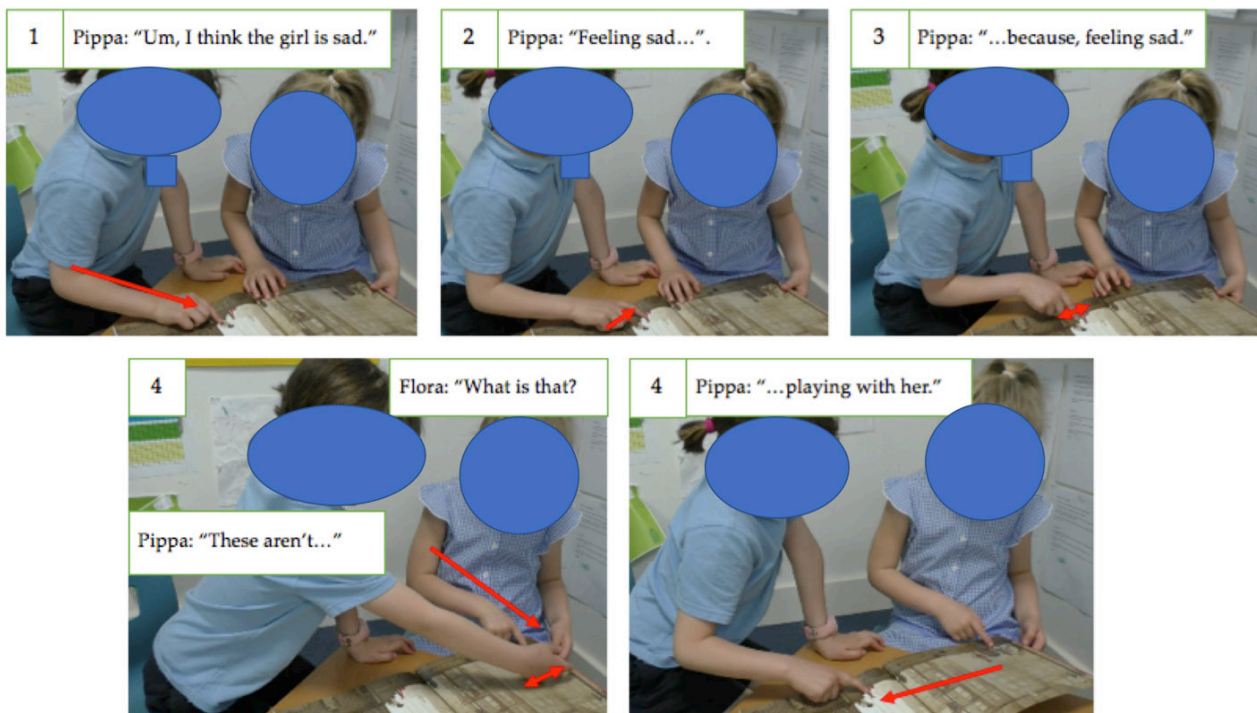 1
Pippa: “Um, I think the girl is sad.”
2
Pippa: “Feeling sad…”.
3
Pippa: “…because, feeling sad.”
4
Flora: “What is that?
Pippa: “These aren’t…”
4
Pippa: “…playing with her.”